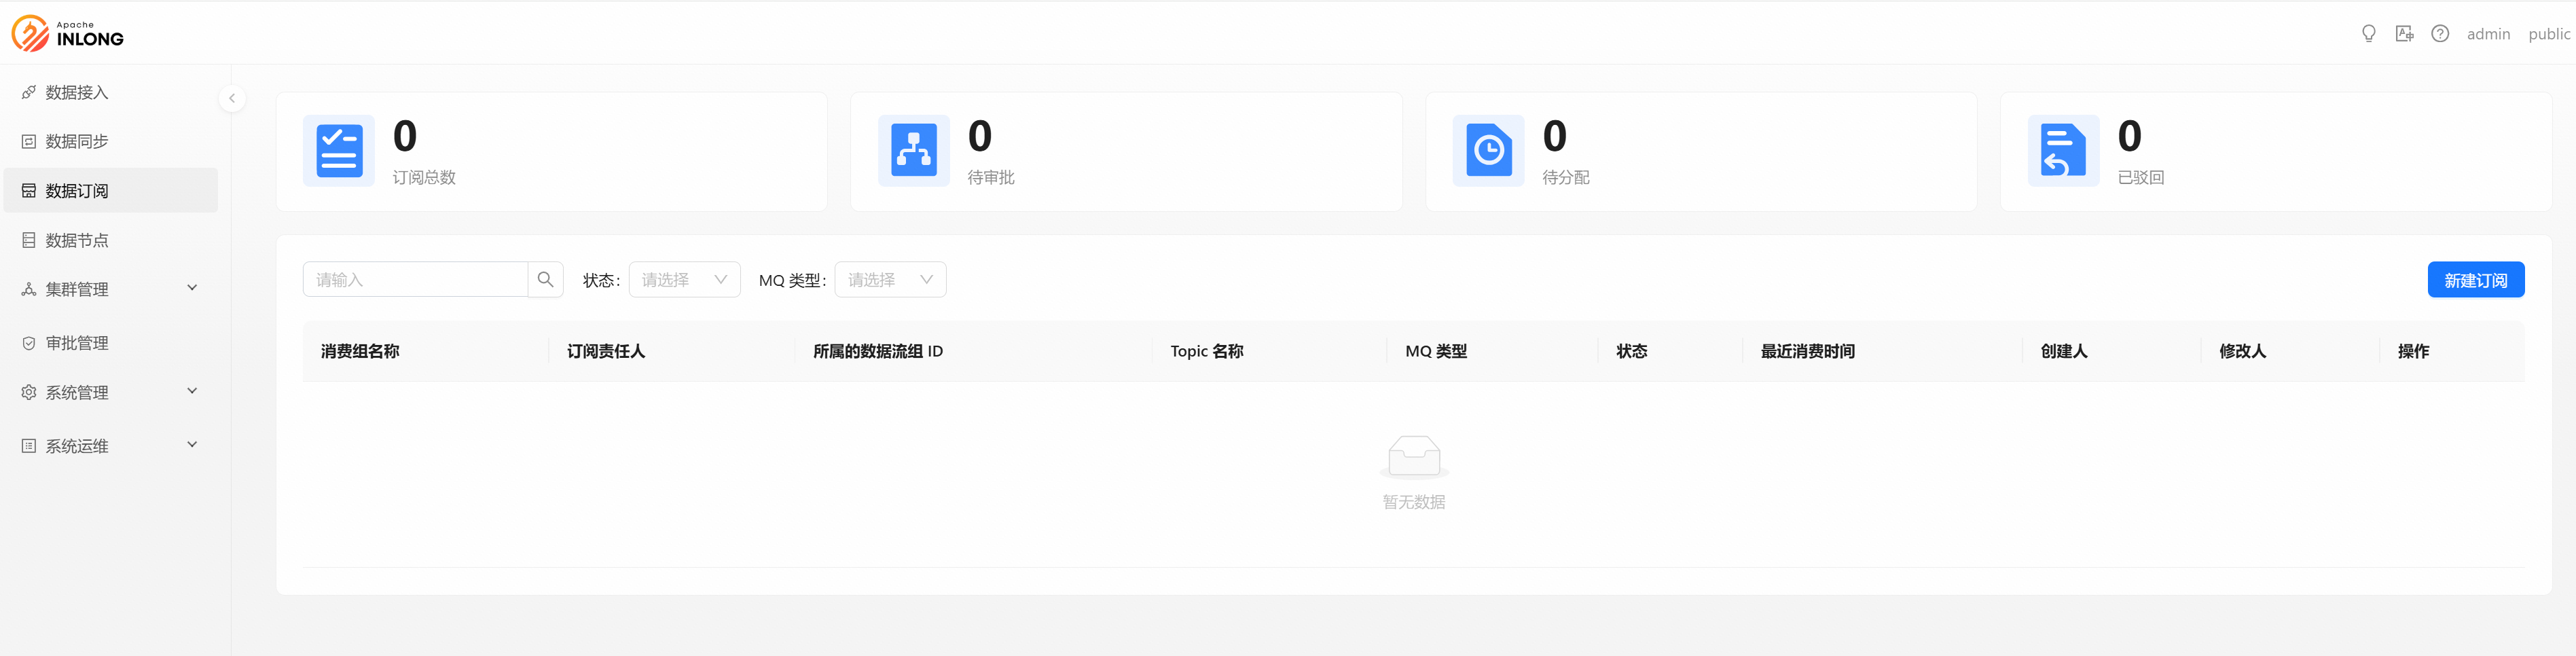 Apache
INLONG
admin public
数据接入
数据同步
数据订阅
数据节点
集群管理
审批管理
系统管理
系统运维
0
订阅总数
0
待审批
0
待分配
0
已驳回
请输入 状态: 请选择 MQ 类型: 请选择 新建订阅
消费组名称 订阅责任人 所属的数据流组 ID Topic 名称 MQ 类型 状态 最近消费时间 创建人 修改人 操作
暂无数据